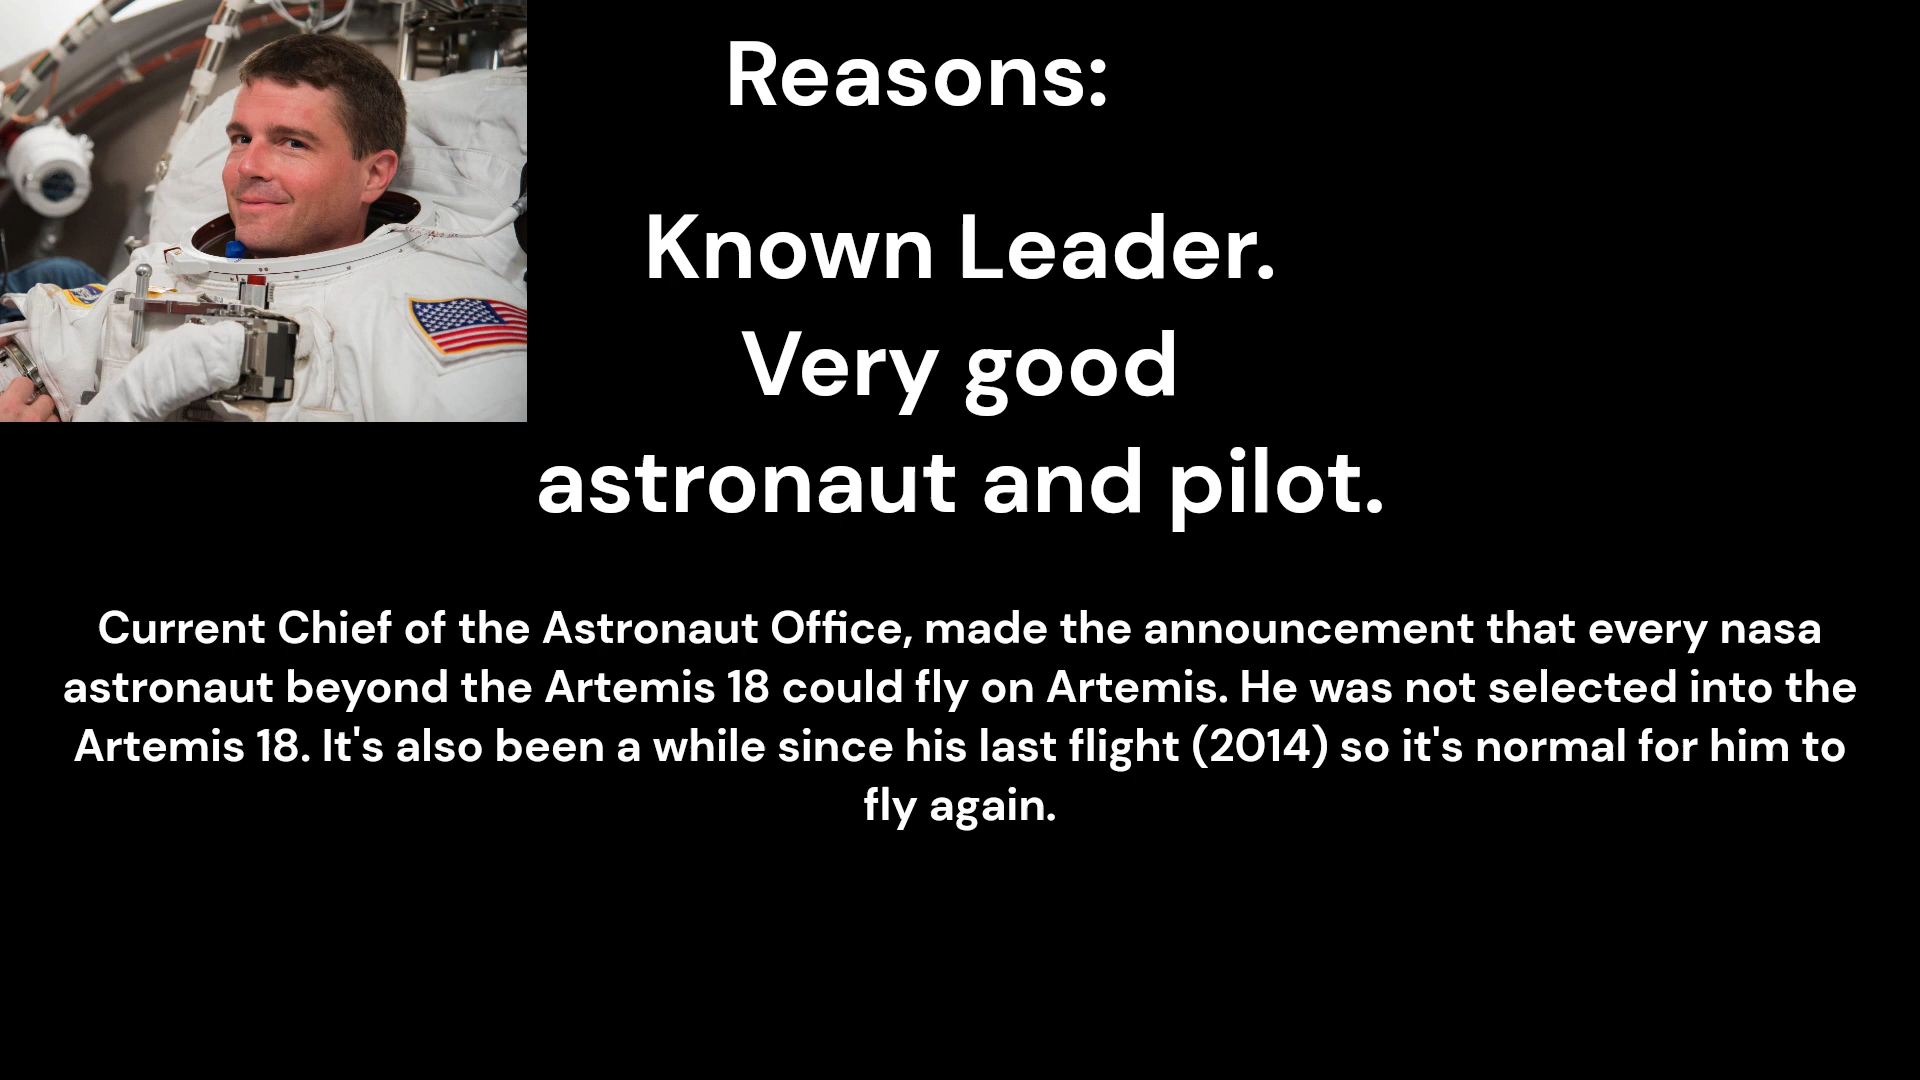 Reasons:
Known Leader.
Very good
astronaut and pilot.
Current Chief of the Astronaut Office, made the announcement that every nasa
astronaut beyond the Artemis 18 could fly on Artemis. He was not selected into the
Artemis 18. It's also been a while since his last flight (2014) so it's normal for him to
fly again.